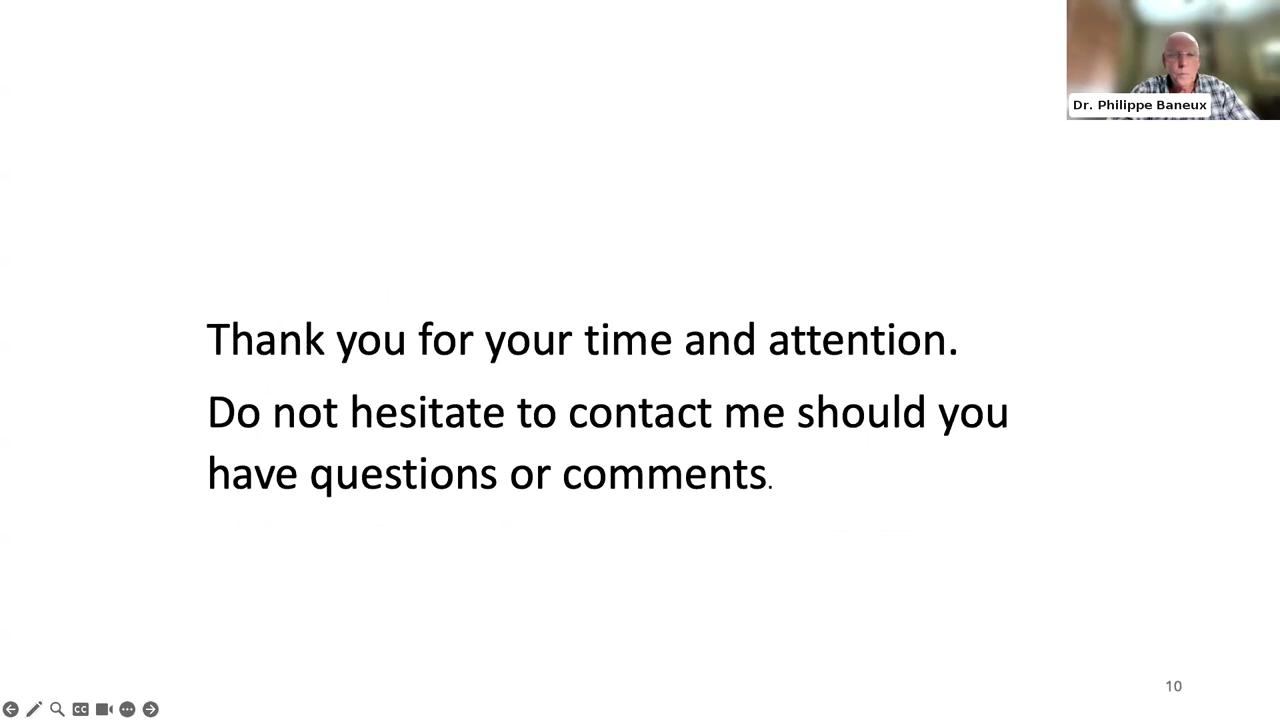 Dr. Philippe Baneux
Thank you for your time and attention.
Do not hesitate to contact me should you
have questions or comments.
10
CC